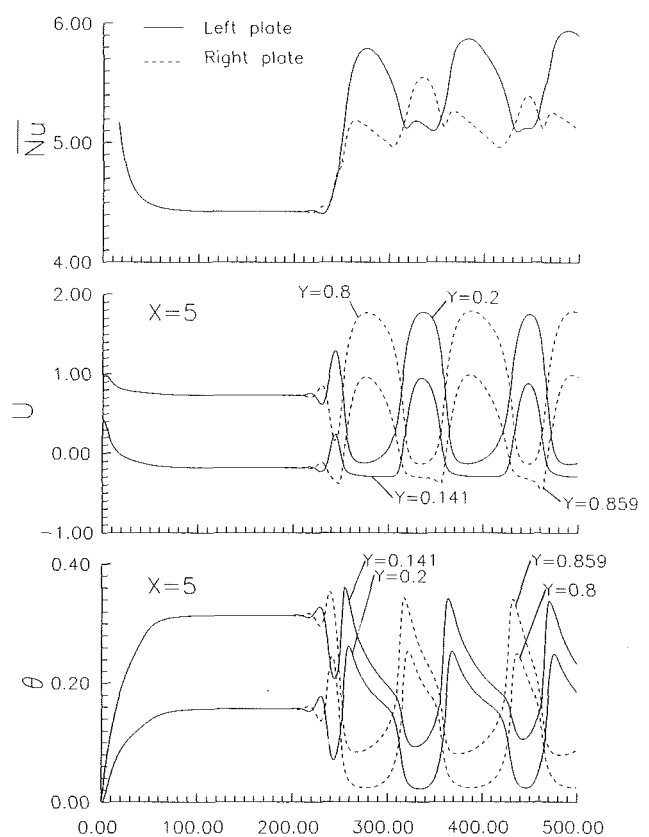 6.00
Left plate
Right plate
5.00
Nu
4.00
2.00
X=5
Y=0.8
Y=0.2
1.00
U
0.00
Y=0.141
Y=0.859
−1.00
0.40
X=5
Y=0.141
Y=0.2
Y=0.859
Y=0.8
θ
0.20
0.00
0.00 100.00 200.00 300.00 400.00 500.00